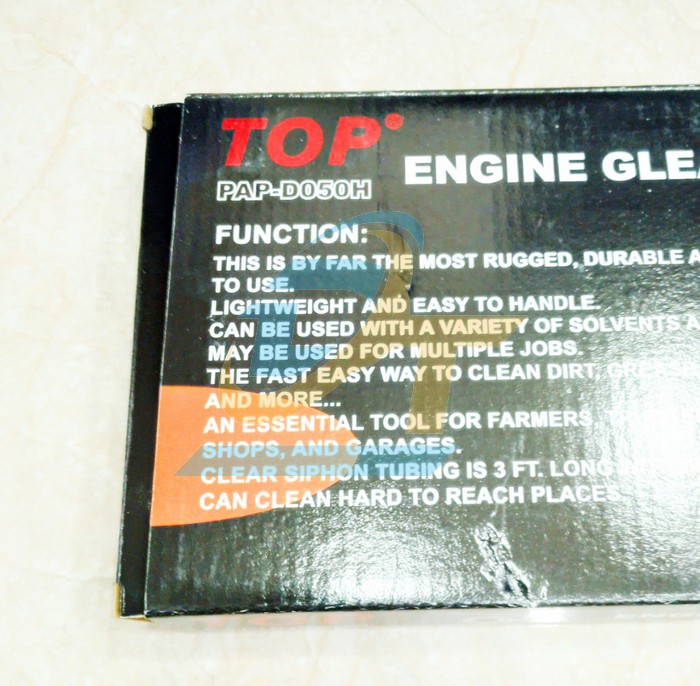 TOP
PAP-D050H
ENGINE GLEA
FUNCTION:
THIS IS BY FAR THE MOST RUGGED, DURABLE A
TO USE.
LIGHTWEIGHT AND EASY TO HANDLE.
CAN BE USED WITH A VARIETY OF SOLVENTS
MAY BE USED FOR MULTIPLE JOBS.
THE FAST EASY WAY TO CLEAN DIRT,
AND MORE...
AN ESSENTIAL TOOL FOR FARMERS,
SHOPS, AND GARAGES.
CLEAR SIPHON TUBING IS 3 FT. LONG
CAN CLEAN HARD TO REACH PLACES.